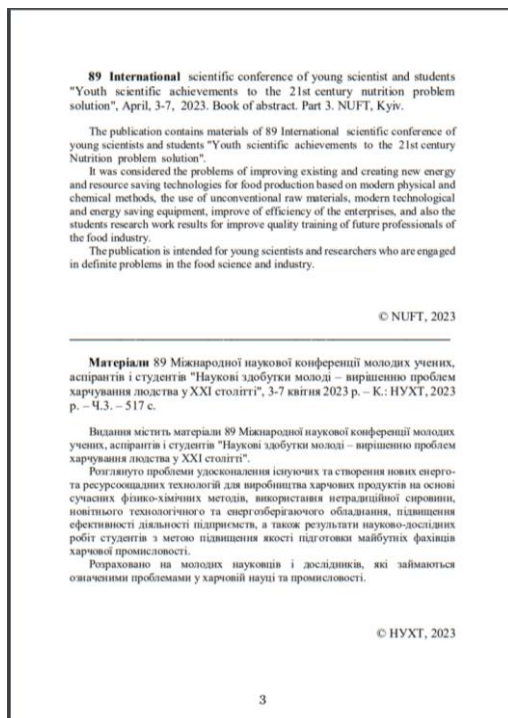 89 International scientific conference of young scientist and students
"Youth scientific achievements to the 21st century nutrition problem
solution", April, 3-7, 2023. Book of abstract. Part 3. NUFT, Kyiv.
The publication contains materials of 89 International scientific conference of
young scientists and students "Youth scientific achievements to the 21st century
Nutrition problem solution".
It was considered the problems of improving existing and creating new energy
and resource saving technologies for food production based on modern physical and
chemical methods, the use of unconventional raw materials, modern technological
and energy saving equipment, improve of efficiency of the enterprises, and also the
students research work results for improve quality training of future professionals of
the food industry.
The publication is intended for young scientists and researchers who are engaged
in definite problems in the food science and industry.
© NUFT, 2023
Матеріали 89 Міжнародної наукової конференції молодих учених,
аспірантів і студентів "Наукові здобутки молоді – вирішенню проблем
харчування людства у ХХІ столітті", 3-7 квітня 2023 р. – К.: НУХТ, 2023
р. – Ч.3. – 517 с.
Видання містить матеріали 89 Міжнародної наукової конференції молодих
учених, аспірантів і студентів "Наукові здобутки молоді – вирішенню проблем
харчування людства у ХХІ столітті".
Розглянуто проблеми удосконалення існуючих та створення нових енерго-
та ресурсоощадних технологій для виробництва харчових продуктів на основі
сучасних фізико-хімічних методів, використання нетрадиційної сировини,
новітнього технологічного та енергозберігаючого обладнання, підвищення
ефективності діяльності підприємств, а також результати науково-дослідних
робіт студентів з метою підвищення якості підготовки майбутніх фахівців
харчової промисловості.
Розраховано на молодих науковців і дослідників, які займаються
означеними проблемами у харчовій науці та промисловості.
© НУХТ, 2023
3